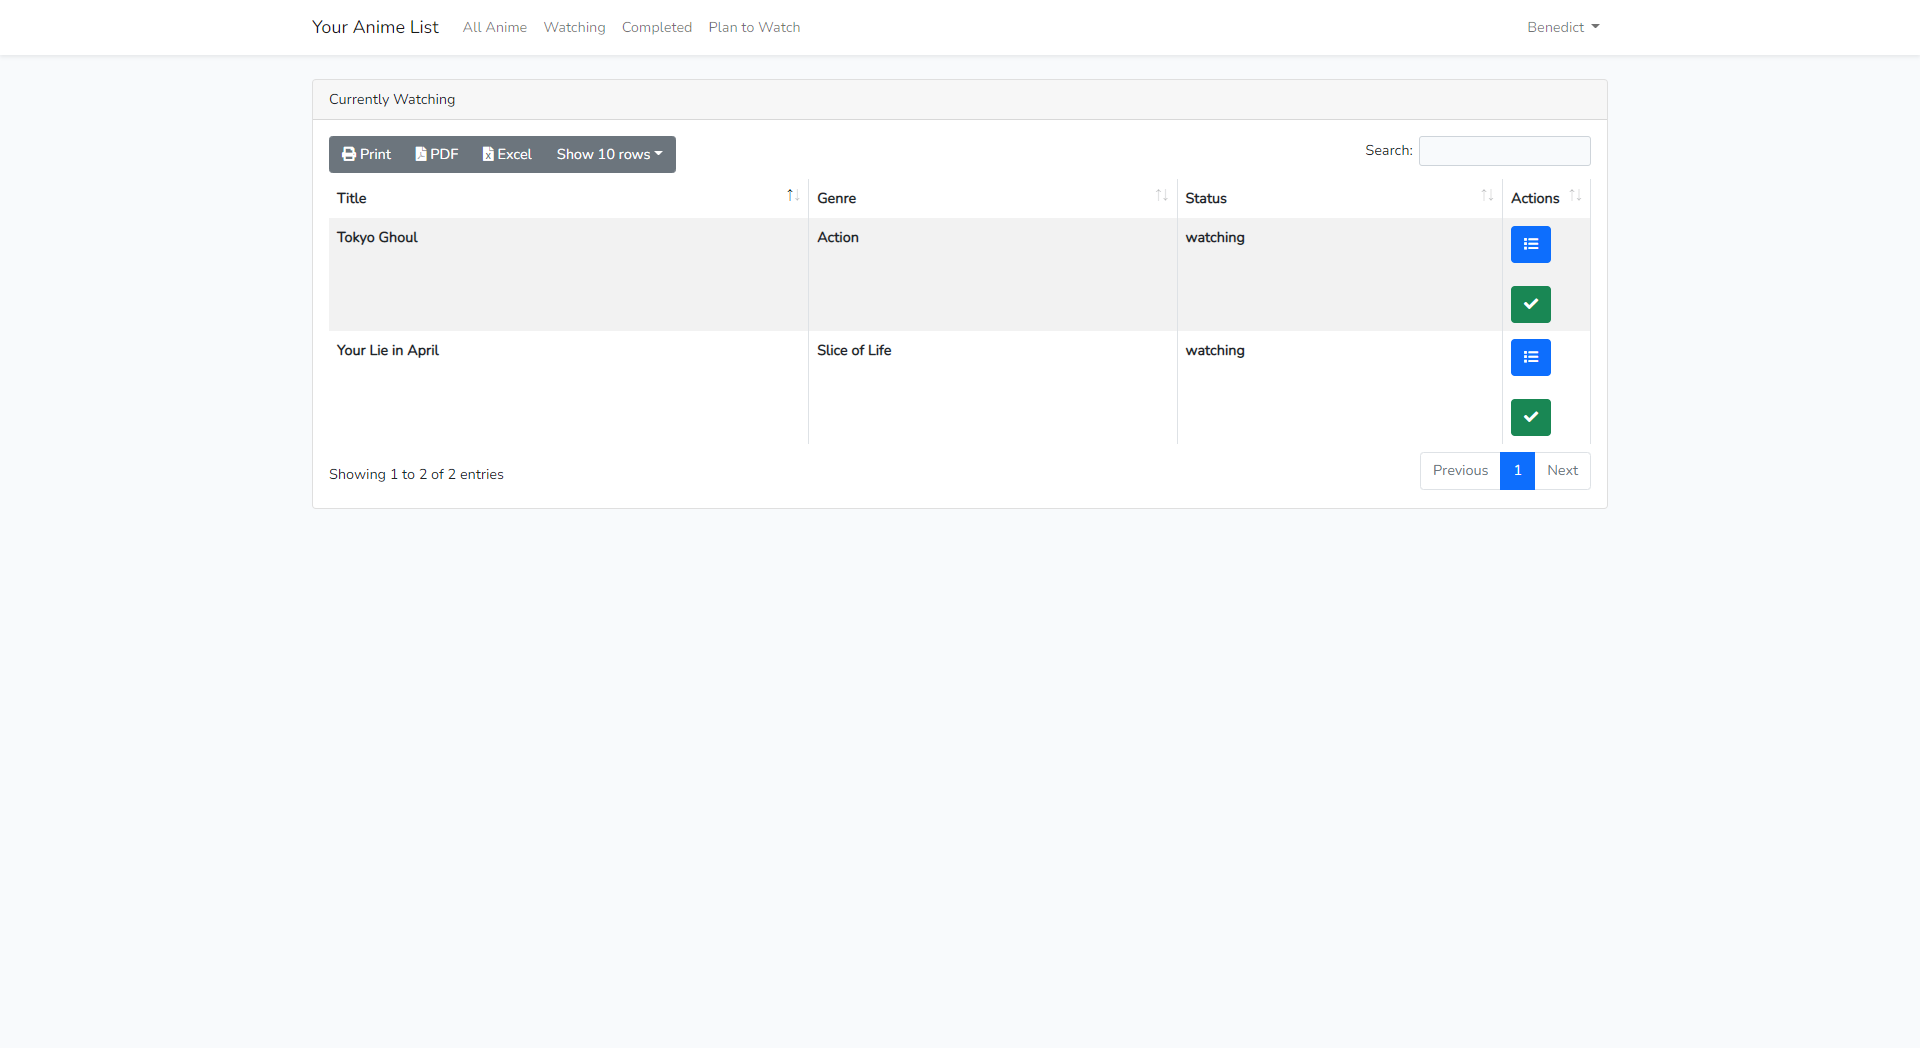 Your Anime List All Anime Watching Completed Plan to Watch Benedict
Currently Watching
Print PDF Excel Show 10 rows Search:
Title Genre Status Actions
Tokyo Ghoul Action watching
Your Lie in April Slice of Life watching
Showing 1 to 2 of 2 entries Previous 1 Next